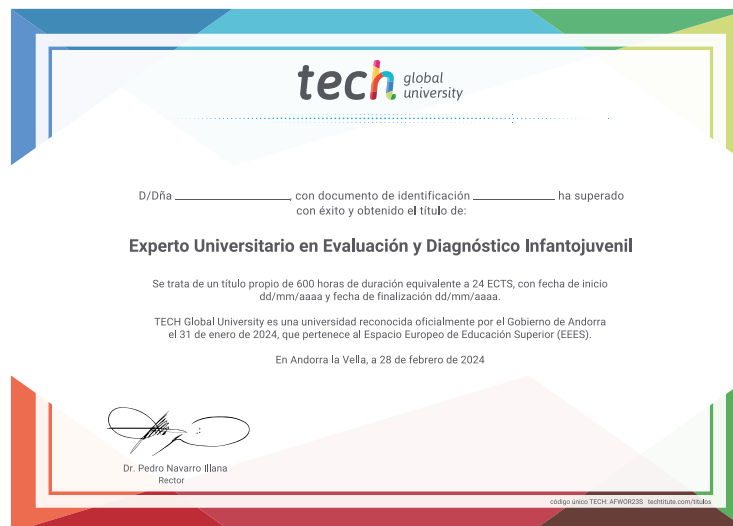 tech global university
D/Dña ____________, con documento de identificación ____________ ha superado
con éxito y obtenido el título de:
Experto Universitario en Evaluación y Diagnóstico Infantojuvenil
Se trata de un título propio de 600 horas de duración equivalente a 24 ECTS, con fecha de inicio
dd/mm/aaaa y fecha de finalización dd/mm/aaaa.
TECH Global University es una universidad reconocida oficialmente por el Gobierno de Andorra
el 31 de enero de 2024, que pertenece al Espacio Europeo de Educación Superior (EEES).
En Andorra la Vella, a 28 de febrero de 2024
Dr. Pedro Navarro Illana
Rector
código único TECH: AFWOR23S techtitute.com/titulos